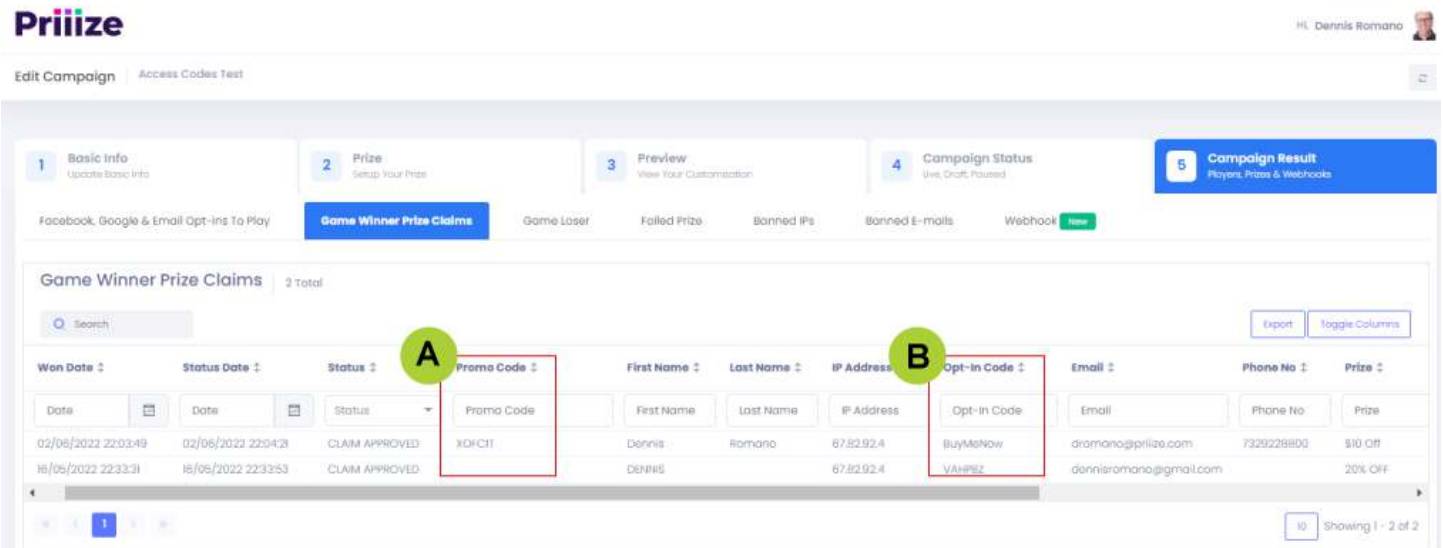 Priiize
Hi, Dennis Romano
Edit Campaign Access Codes Test
1 Basic Info
Update Basic Info
2 Prize
Setup Your Prize
3 Preview
View Your Customization
4 Campaign Status
Live, Draft, Paused
5 Campaign Result
Players, Prizes & Webhooks
Facebook, Google & Email Opt-Ins To Play Game Winner Prize Claims Game Loser Failed Prize Banned IPs Banned E-mails Webhook New
Game Winner Prize Claims 2 Total
Search Export Toggle Columns
A B
Won Date Status Date Status Promo Code First Name Last Name IP Address Opt-In Code Email Phone No Prize
Date Date Status Promo Code First Name Last Name IP Address Opt-In Code Email Phone No Prize
02/06/2022 22:03:49 02/06/2022 22:04:21 CLAIM APPROVED XOFCIT Dennis Romano 67.82.92.4 BuyMeNow dromano@priiize.com 7329228800 $10 Off
16/05/2022 22:33:31 16/05/2022 22:33:53 CLAIM APPROVED DENNIS 67.82.92.4 VAHPBZ dennisromano@gmail.com 20% OFF
1 10 Showing 1 - 2 of 2